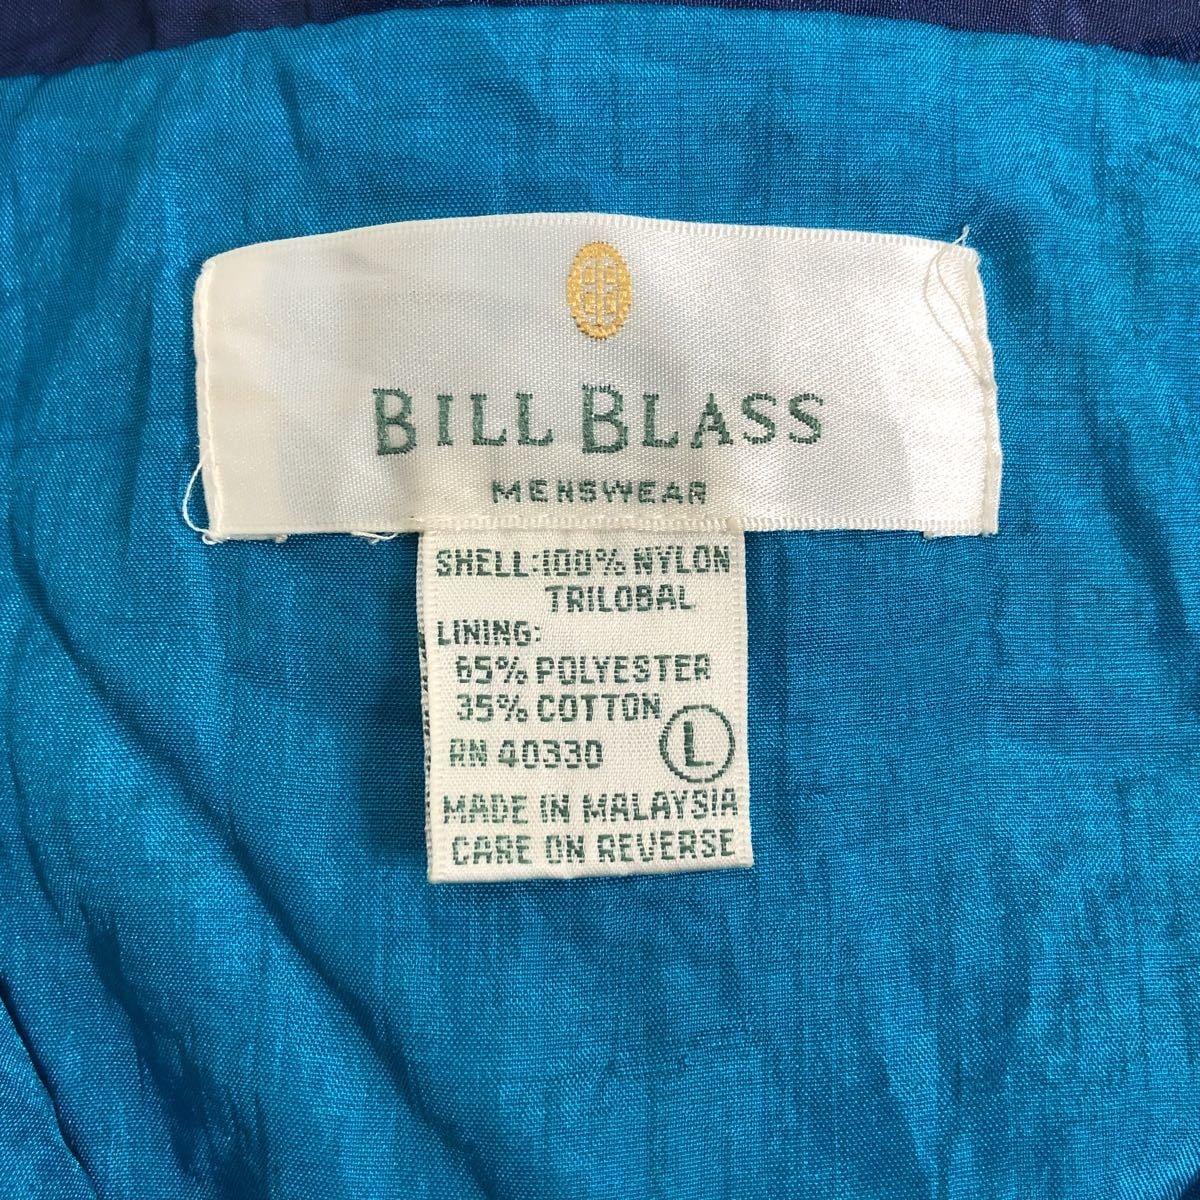 BILL BLASS
MENSWEAR
SHELL:100% NYLON
TRILOBAL
LINING:
65% POLYESTER
35% COTTON
RN 40330 L
MADE IN MALAYSIA
CARE ON REVERSE